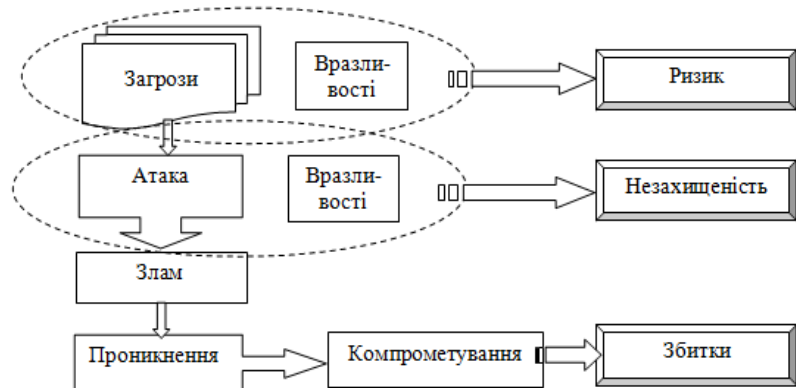 Загрози
Вразли-
вості
Ризик
Атака
Вразли-
вості
Незахищеність
Злам
Проникнення
Компрометування
Збитки